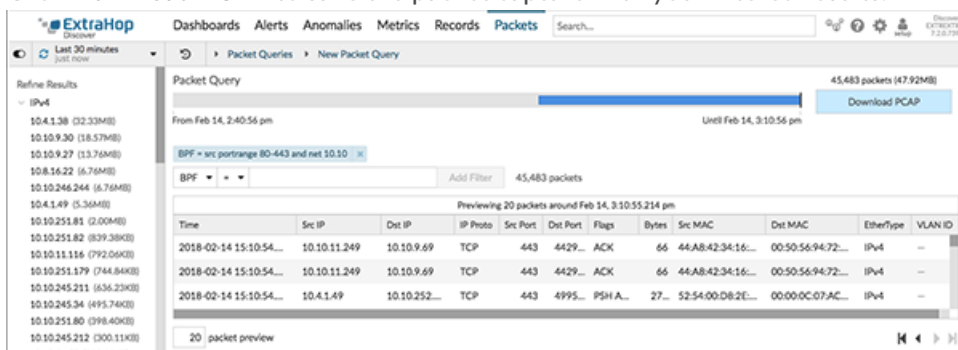 ExtraHop
Discover
Dashboards Alerts Anomalies Metrics Records Packets Search...
setup
Last 30 minutes
just now
Packet Queries New Packet Query
Refine Results
IPv4
10.4.1.38 (32.33MB)
10.10.9.30 (18.57MB)
10.10.9.27 (13.76MB)
10.8.16.22 (6.76MB)
10.10.246.244 (6.76MB)
10.4.1.49 (5.36MB)
10.10.251.81 (2.00MB)
10.10.251.82 (839.38KB)
10.10.11.116 (792.06KB)
10.10.251.179 (744.84KB)
10.10.245.211 (636.23KB)
10.10.245.34 (495.74KB)
10.10.251.80 (398.40KB)
10.10.245.212 (300.11KB)
Packet Query
45,483 packets (47.92MB)
Download PCAP
From Feb 14, 2:40:56 pm
Until Feb 14, 3:10:56 pm
BPF = src portrange 80-443 and net 10.10 ×
BPF = Add Filter 45,483 packets
Previewing 20 packets around Feb 14, 3:10:55.214 pm
Time Src IP Dst IP IP Proto Src Port Dst Port Flags Bytes Src MAC Dst MAC EtherType VLAN ID
2018-02-14 15:10:54.... 10.10.11.249 10.10.9.69 TCP 443 4429... ACK 66 44:A8:42:34:16:... 00:50:56:94:72:... IPv4 --
2018-02-14 15:10:54.... 10.10.11.249 10.10.9.69 TCP 443 4429... ACK 66 44:A8:42:34:16:... 00:50:56:94:72:... IPv4 --
2018-02-14 15:10:54.... 10.4.1.49 10.10.252.... TCP 443 4995... PSH A... 27... 52:54:00:D8:2E:... 00:00:0C:07:AC... IPv4 --
20 packet preview